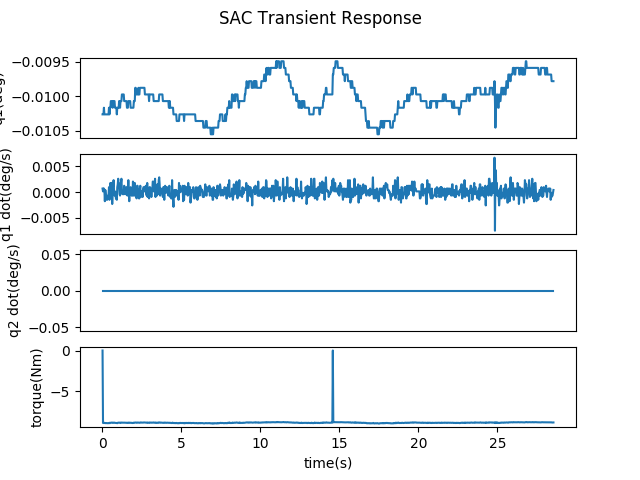 SAC Transient Response
−0.0095
−0.0100
−0.0105
q1(deg)
0.005
0.000
−0.005
q1 dot(deg/s)
0.05
0.00
−0.05
q2 dot(deg/s)
0
−5
torque(Nm)
0 5 10 15 20 25
time(s)